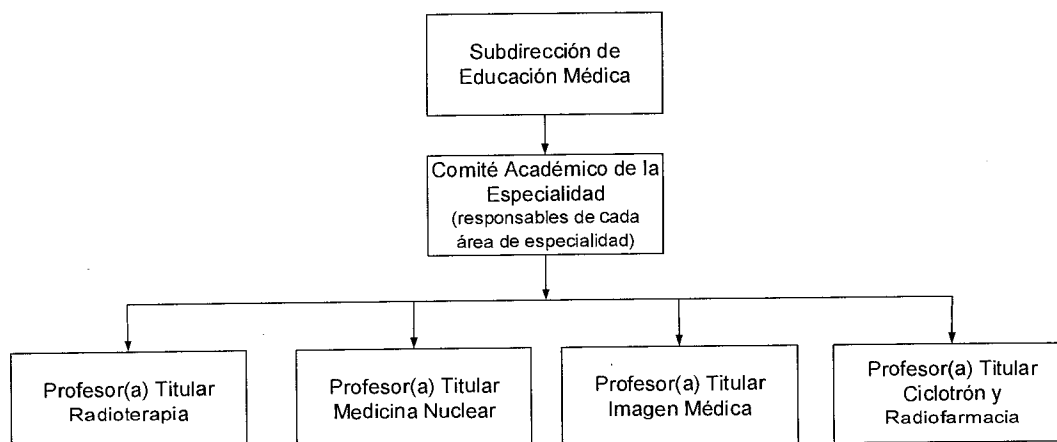 Subdirección de
Educación Médica
Comité Académico de la
Especialidad
(responsables de cada
área de especialidad)
Profesor(a) Titular
Radioterapia
Profesor(a) Titular
Medicina Nuclear
Profesor(a) Titular
Imagen Médica
Profesor(a) Titular
Ciclotrón y
Radiofarmacia